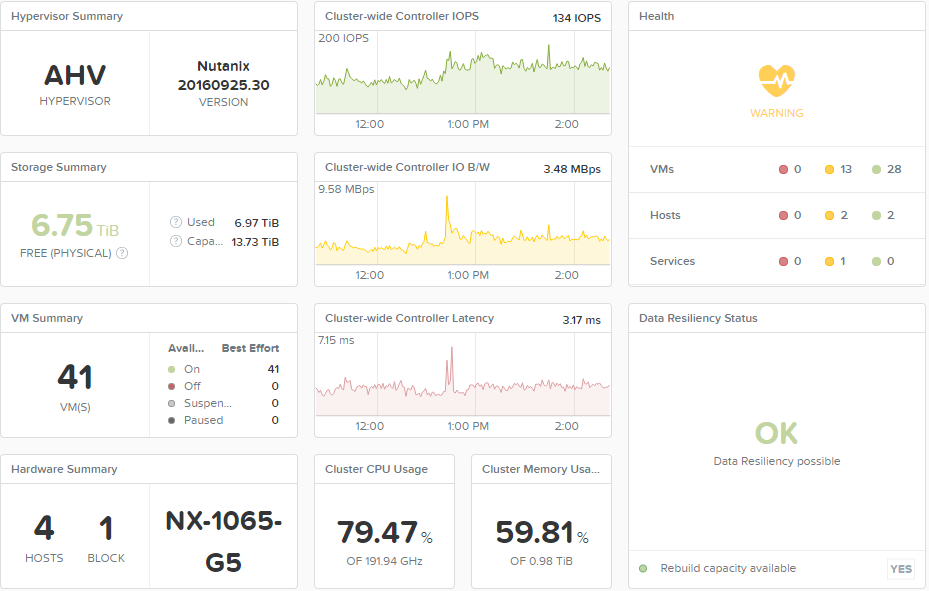 Hypervisor Summary
AHV
HYPERVISOR
Nutanix
20160925.30
VERSION
Storage Summary
6.75 TiB
FREE (PHYSICAL) ?
? Used 6.97 TiB
? Capa... 13.73 TiB
VM Summary
41
VM(S)
Avail... Best Effort
On 41
Off 0
Suspen... 0
Paused 0
Hardware Summary
4
HOSTS
1
BLOCK
NX-1065-
G5
Cluster-wide Controller IOPS 134 IOPS
200 IOPS
12:00 1:00 PM 2:00
Cluster-wide Controller IO B/W 3.48 MBps
9.58 MBps
12:00 1:00 PM 2:00
Cluster-wide Controller Latency 3.17 ms
7.15 ms
12:00 1:00 PM 2:00
Cluster CPU Usage
79.47 %
OF 191.94 GHz
Cluster Memory Usa...
59.81 %
OF 0.98 TiB
Health
WARNING
VMs 0 13 28
Hosts 0 2 2
Services 0 1 0
Data Resiliency Status
OK
Data Resiliency possible
Rebuild capacity available YES